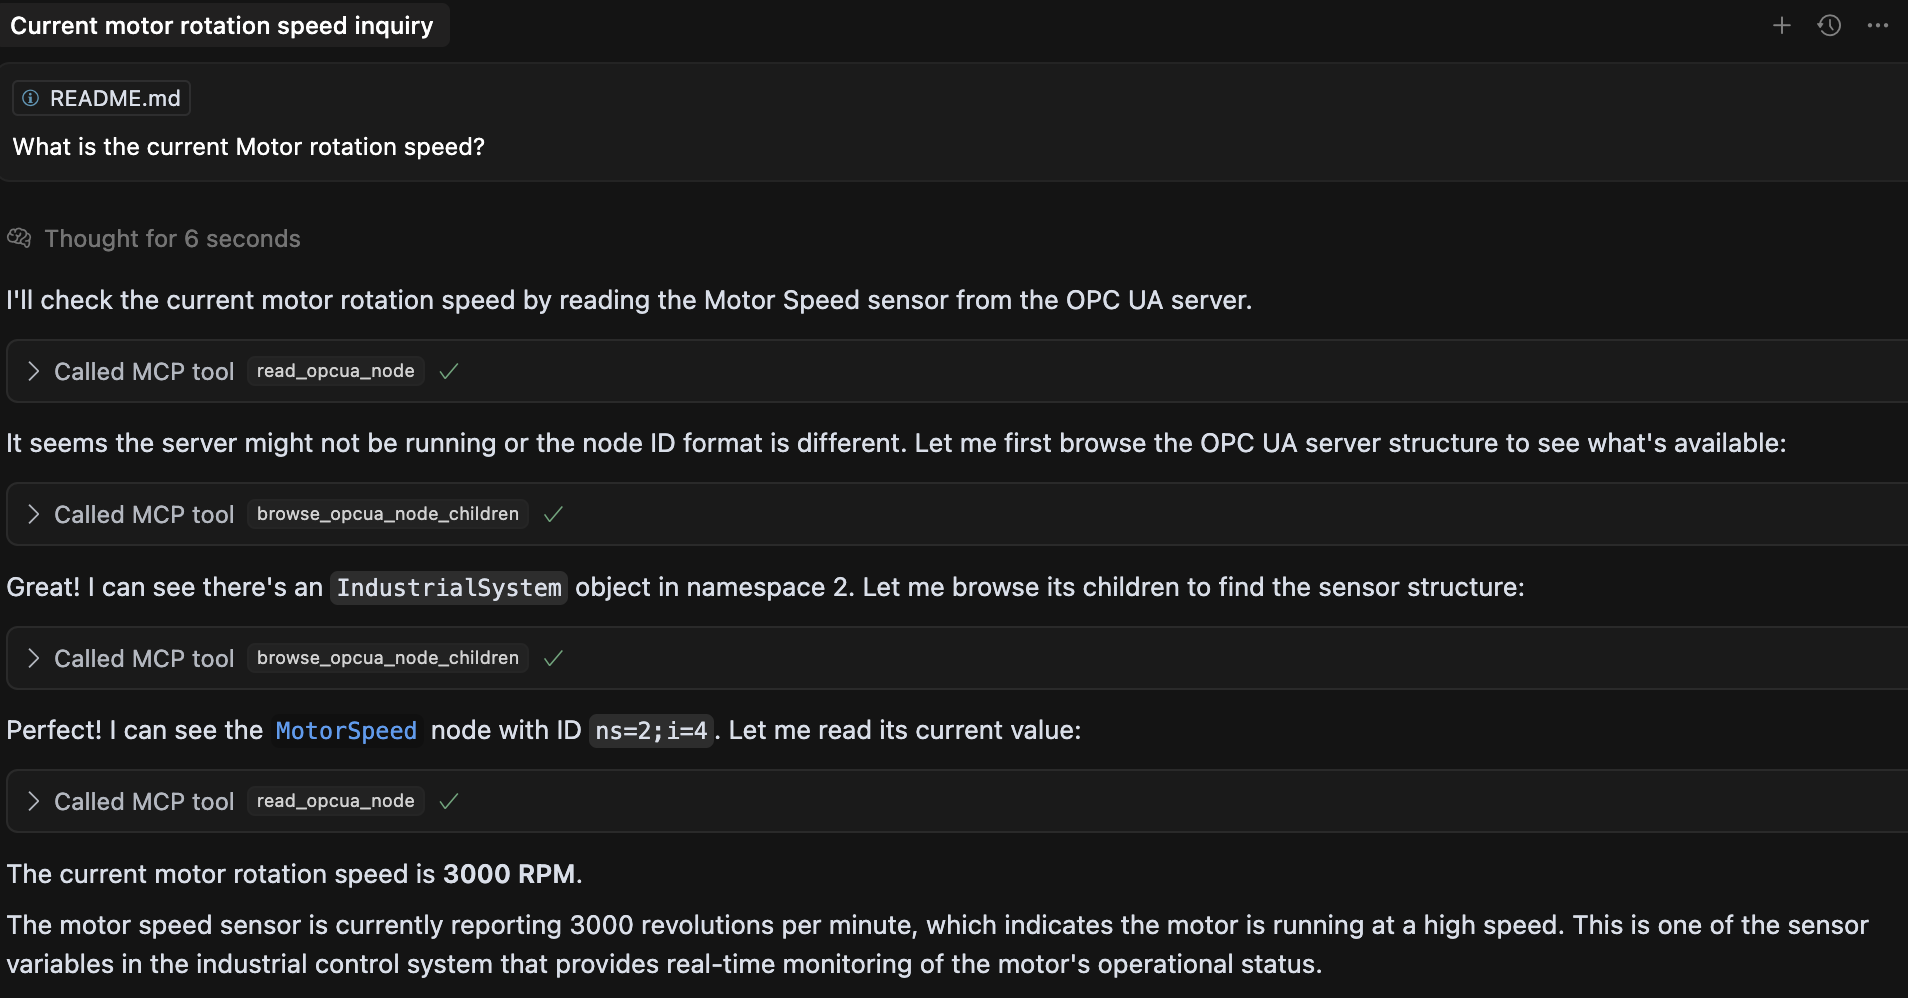 Current motor rotation speed inquiry
README.md
What is the current Motor rotation speed?
Thought for 6 seconds
I'll check the current motor rotation speed by reading the Motor Speed sensor from the OPC UA server.
Called MCP tool read_opcua_node
It seems the server might not be running or the node ID format is different. Let me first browse the OPC UA server structure to see what's available:
Called MCP tool browse_opcua_node_children
Great! I can see there's an IndustrialSystem object in namespace 2. Let me browse its children to find the sensor structure:
Called MCP tool browse_opcua_node_children
Perfect! I can see the MotorSpeed node with ID ns=2;i=4. Let me read its current value:
Called MCP tool read_opcua_node
The current motor rotation speed is 3000 RPM.
The motor speed sensor is currently reporting 3000 revolutions per minute, which indicates the motor is running at a high speed. This is one of the sensor
variables in the industrial control system that provides real-time monitoring of the motor's operational status.